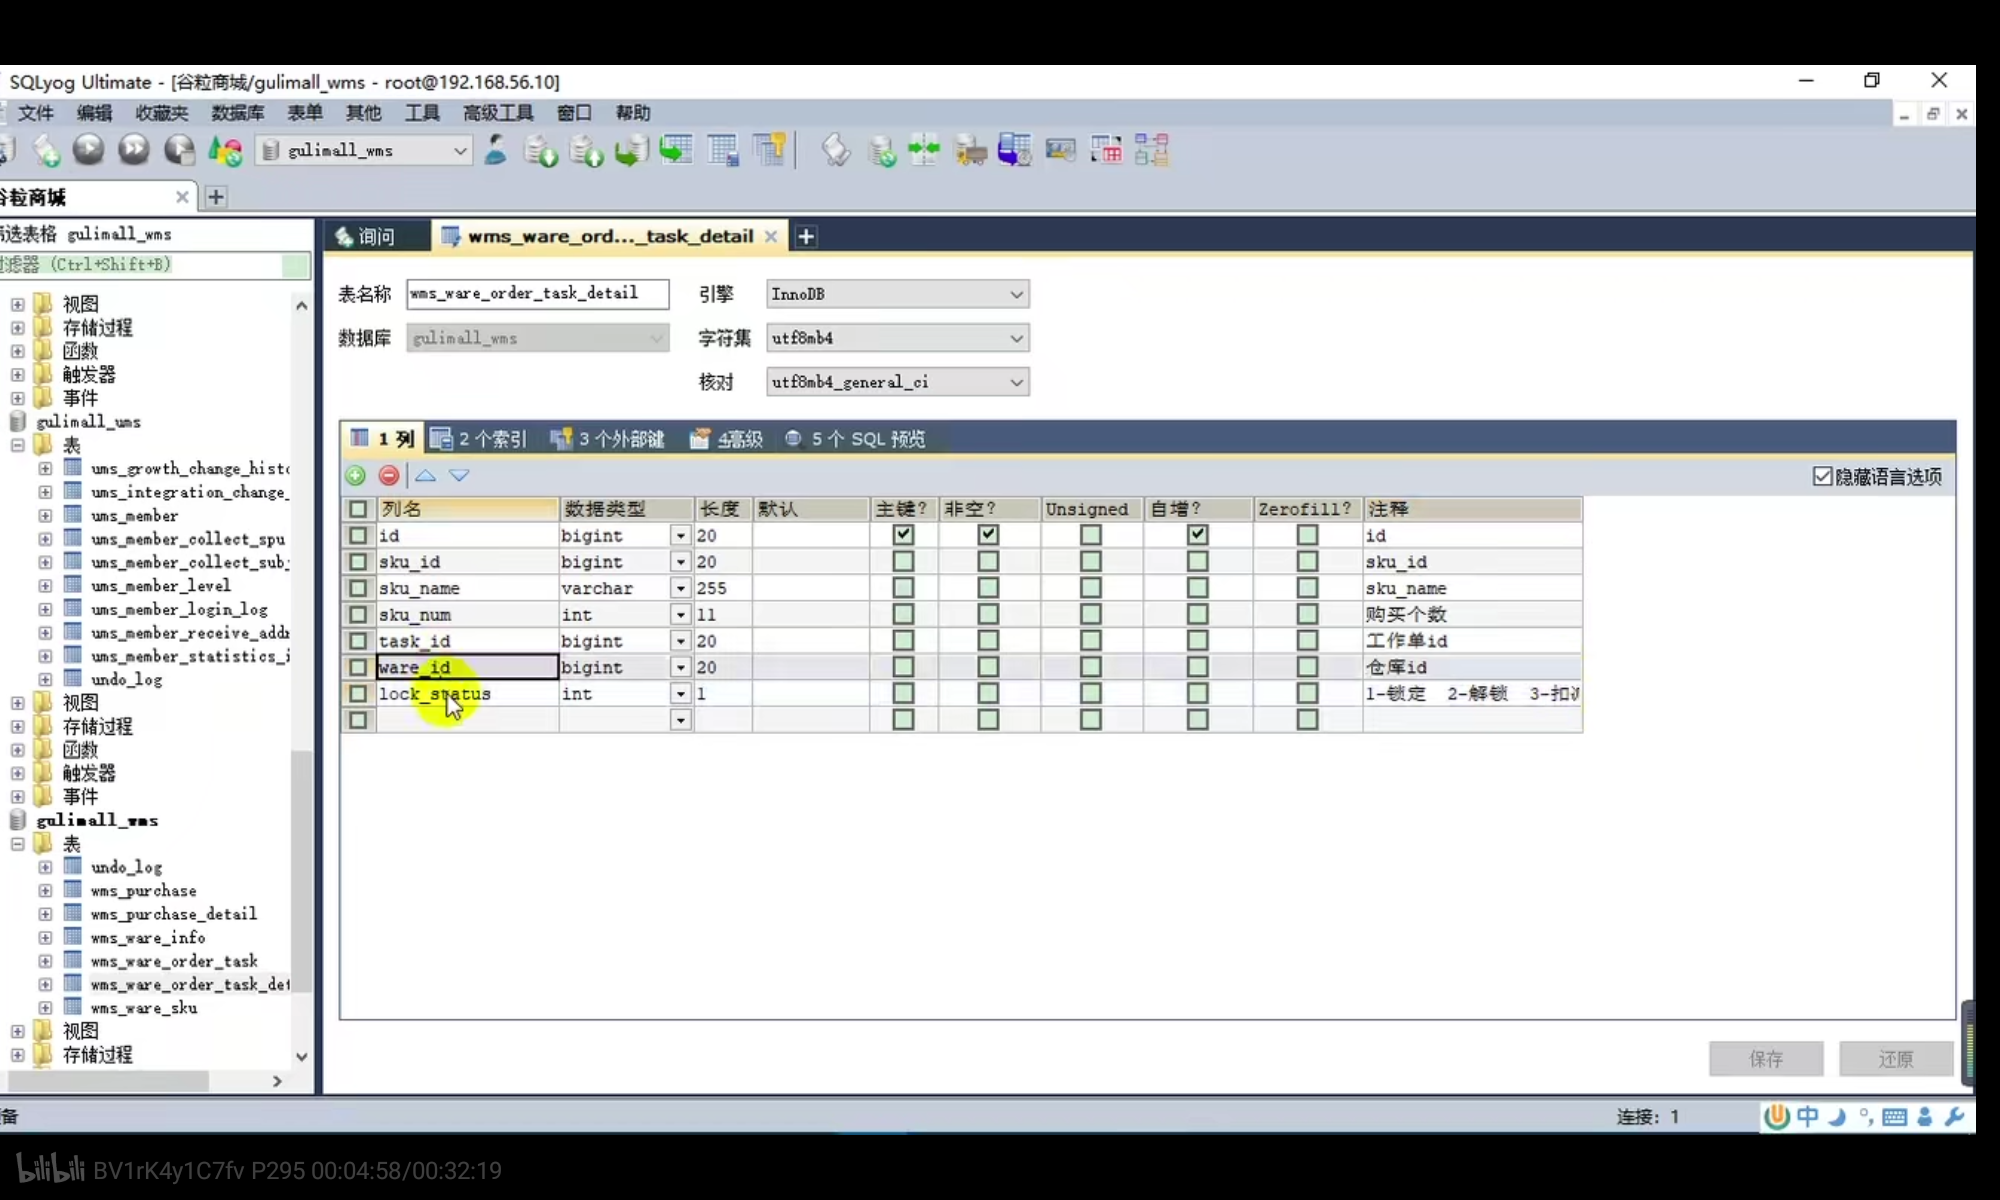 SQLyog Ultimate - [谷粒商城/gulimall_wms - root@192.168.56.10]
文件 编辑 收藏夹 数据库 表单 其他 工具 高级工具 窗口 帮助
gulimall_wms
谷粒商城
选表格 gulimall_wms
滤器 (Ctrl+Shift+B)
视图
存储过程
函数
触发器
事件
gulimall_ums
表
ums_growth_change_histo
ums_integration_change_
ums_member
ums_member_collect_spu
ums_member_collect_sub
ums_member_level
ums_member_login_log
ums_member_receive_addr
ums_member_statistics_i
undo_log
视图
存储过程
函数
触发器
事件
gulimall_wms
表
undo_log
wms_purchase
wms_purchase_detail
wms_ware_info
wms_ware_order_task
wms_ware_order_task_det
wms_ware_sku
视图
存储过程
询问 wms_ware_ord..._task_detail
表名称 wms_ware_order_task_detail 引擎 InnoDB
数据库 gulimall_wms 字符集 utf8mb4
核对 utf8mb4_general_ci
1 列 2 个索引 3 个外部键 4高级 5 个 SQL 预览
隐藏语言选项
列名 数据类型 长度 默认 主键? 非空? Unsigned 自增? Zerofill? 注释
id bigint 20 id
sku_id bigint 20 sku_id
sku_name varchar 255 sku_name
sku_num int 11 购买个数
task_id bigint 20 工作单id
ware_id bigint 20 仓库id
lock_status int 1 1-锁定 2-解锁 3-扣
保存 还原
备 连接: 1 中
bilibili BV1rK4y1C7fv P295 00:04:58/00:32:19